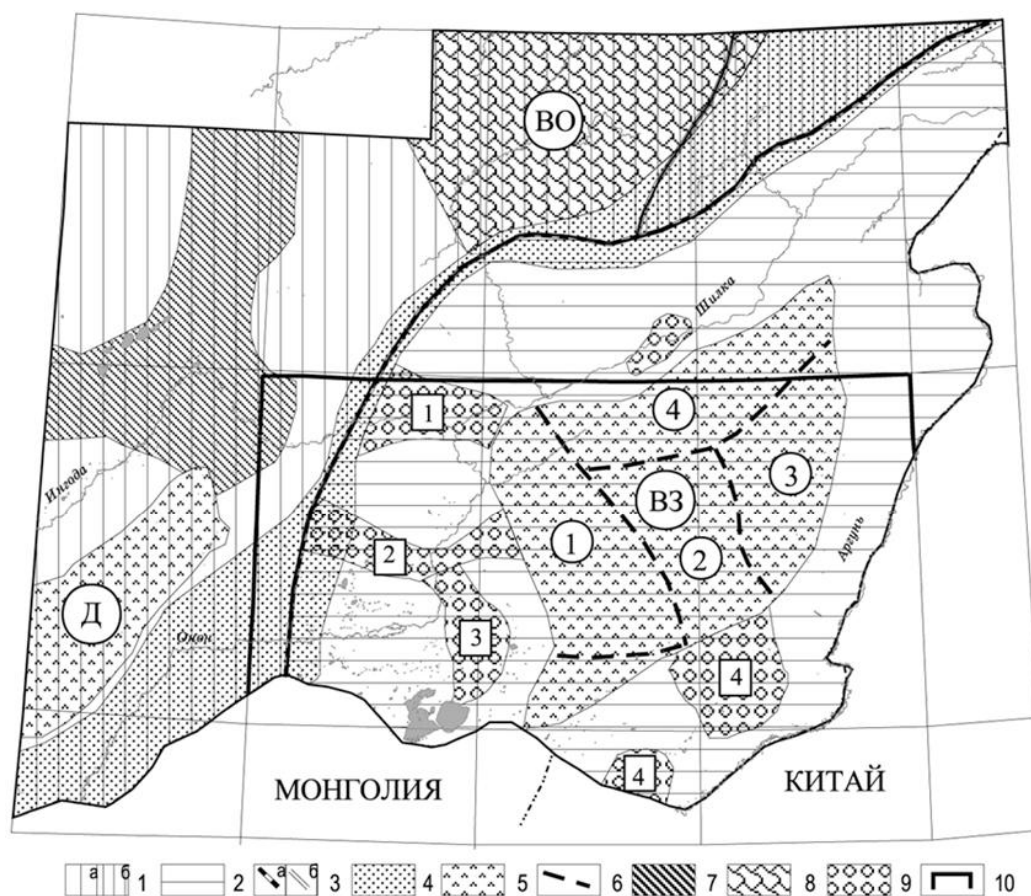 ВО
Шилка
1
4
3
Ингода
ВЗ
1
2
2
Аргунь
Д
Онон
3
4
4
МОНГОЛИЯ
КИТАЙ
а б 1 2 а б 3 4 5 6 7 8 9 10